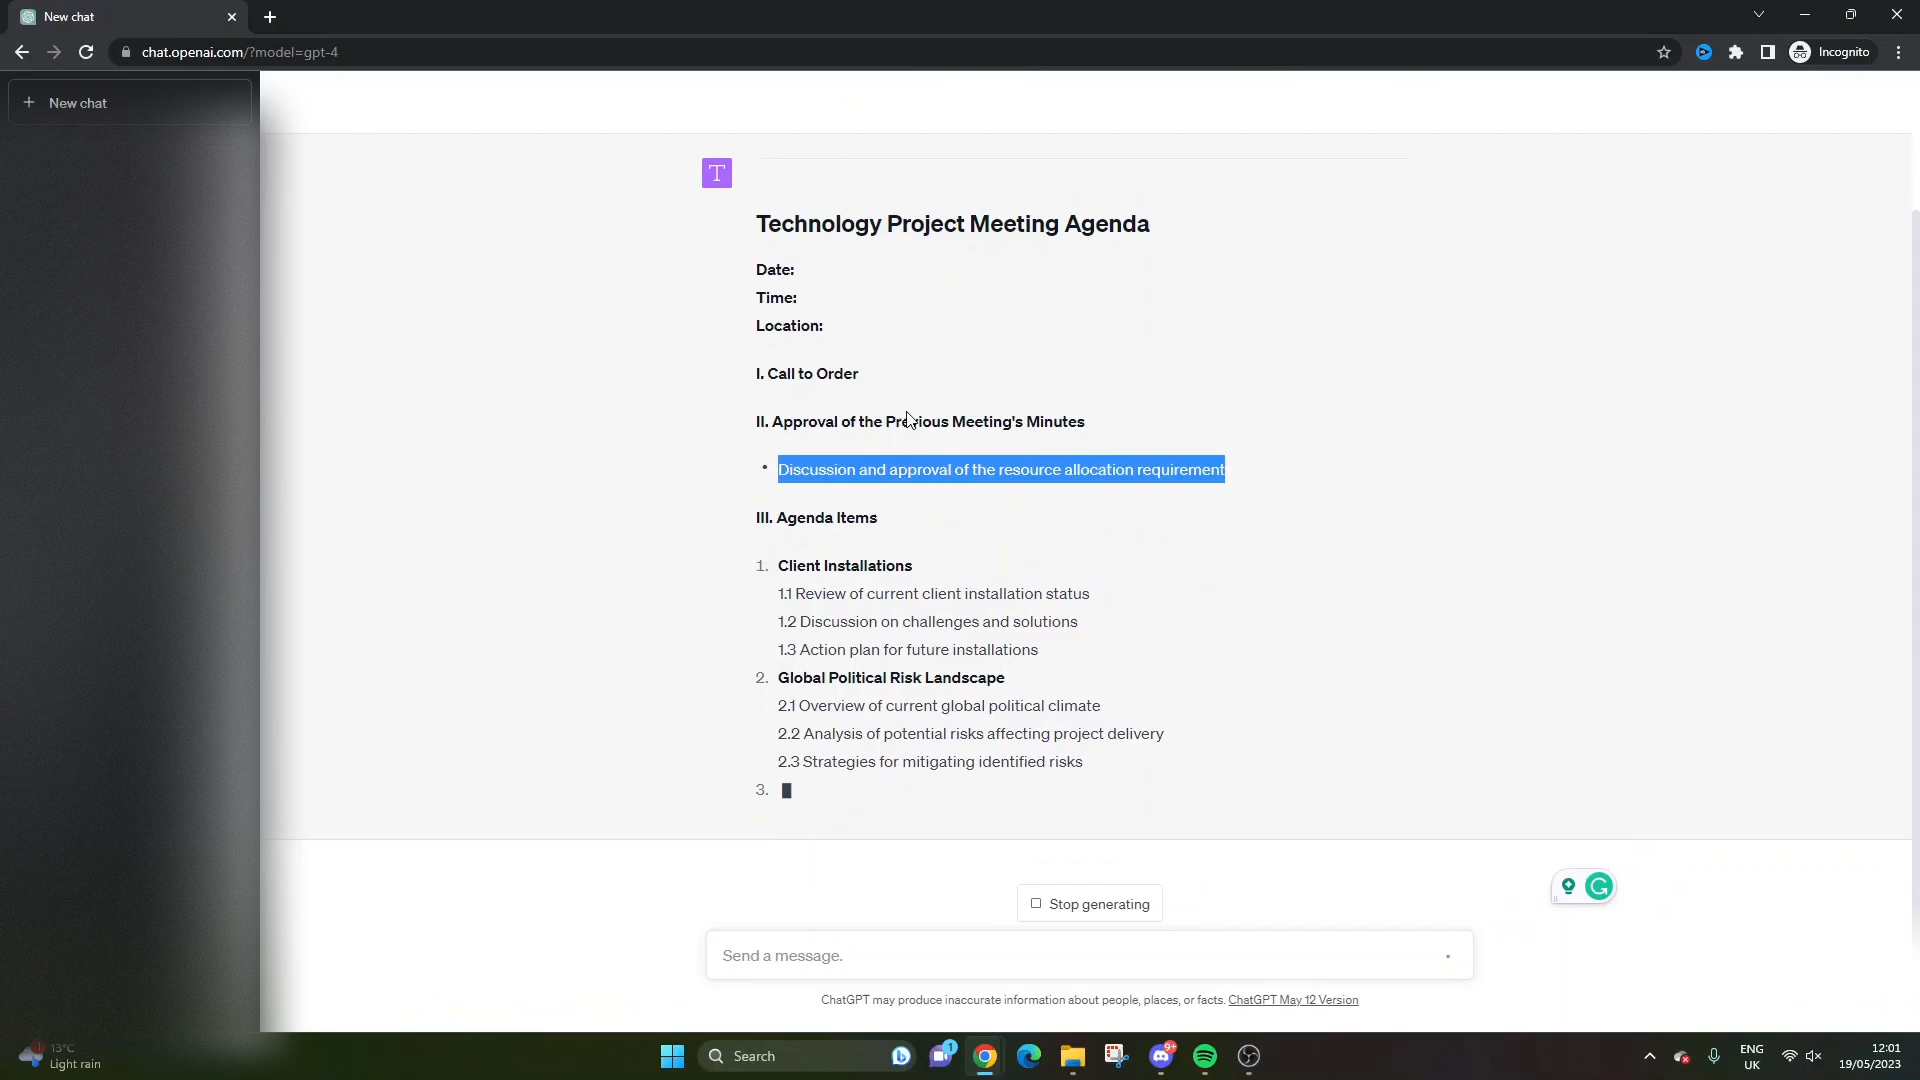 New chat
chat.openai.com/?model=gpt-4
Incognito
New chat
T
Technology Project Meeting Agenda
Date:
Time:
Location:
I. Call to Order
II. Approval of the Previous Meeting's Minutes
• Discussion and approval of the resource allocation requirement
III. Agenda Items
1. Client Installations
1.1 Review of current client installation status
1.2 Discussion on challenges and solutions
1.3 Action plan for future installations
2. Global Political Risk Landscape
2.1 Overview of current global political climate
2.2 Analysis of potential risks affecting project delivery
2.3 Strategies for mitigating identified risks
3.
Stop generating
Send a message.
ChatGPT may produce inaccurate information about people, places, or facts. ChatGPT May 12 Version
1
13°C
Light rain
Search
1
9+
ENG
UK
12:01
19/05/2023